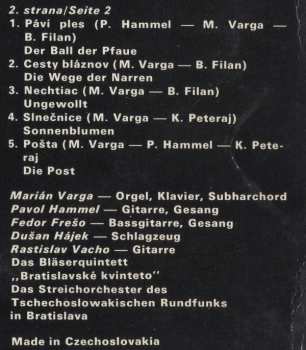 2. strana/Seite 2
1. Páví ples (P. Hammel — M. Varga —
B. Filan)
Der Ball der Pfaue
2. Cesty bláznov (M. Varga — B. Filan)
Die Wege der Narren
3. Nechtiac (M. Varga — B. Filan)
Ungewollt
4. Slnečnice (M. Varga — K. Peteraj)
Sonnenblumen
5. Pošta (M. Varga — P. Hammel — K. Pete-
raj)
Die Post
Marián Varga — Orgel, Klavier, Subharchord
Pavol Hammel — Gitarre, Gesang
Fedor Frešo — Bassgitarre, Gesang
Dušan Hájek — Schlagzeug
Rastislav Vacho — Gitarre
Das Bläserquintett
„Bratislavské kvinteto“
Das Streichorchester des
Tschechoslowakischen Rundfunks
in Bratislava
Made in Czechoslovakia